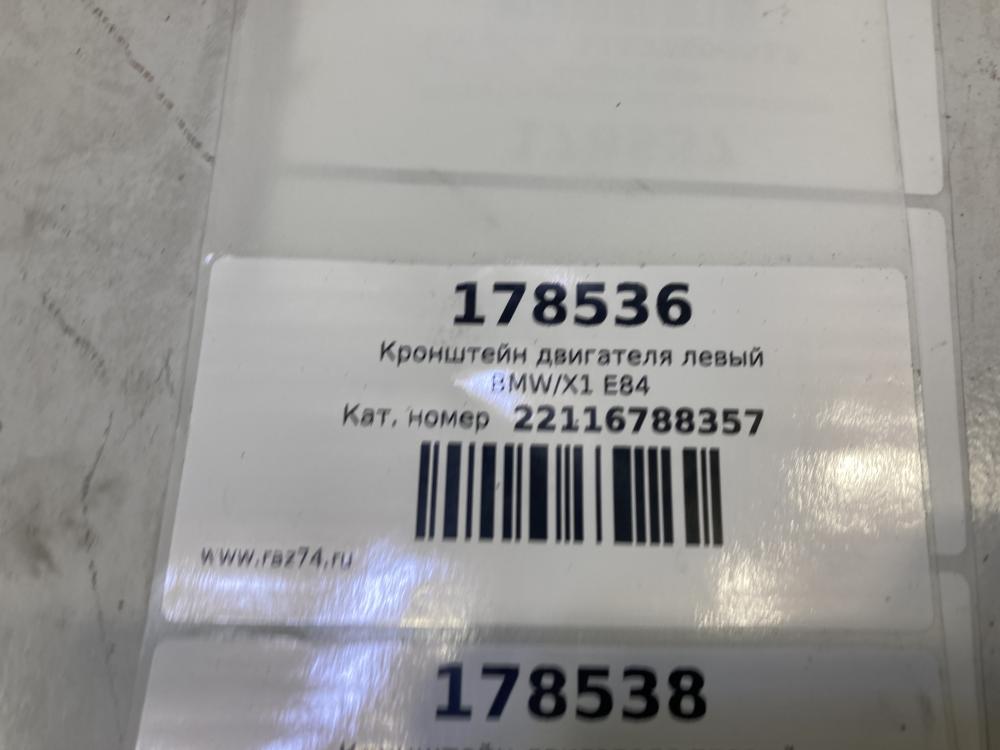 178536
Кронштейн двигателя левый
BMW/X1 E84
Кат. номер 22116788357
www.raz74.ru
178538